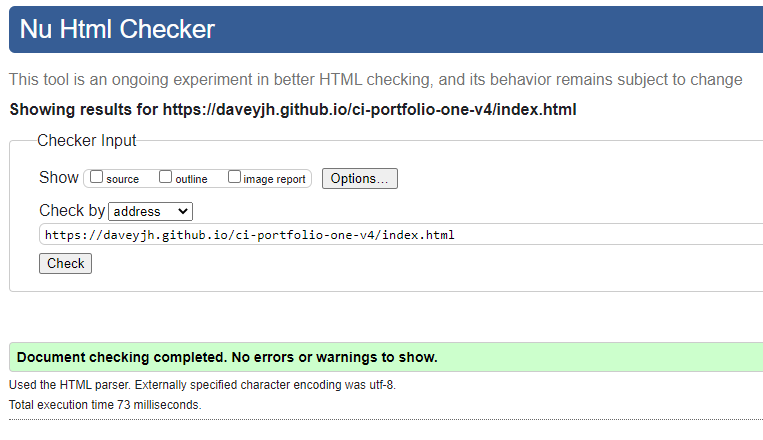 Nu Html Checker
This tool is an ongoing experiment in better HTML checking, and its behavior remains subject to change
Showing results for https://daveyjh.github.io/ci-portfolio-one-v4/index.html
Checker Input
Show source outline image report Options...
Check by address
https://daveyjh.github.io/ci-portfolio-one-v4/index.html
Check
Document checking completed. No errors or warnings to show.
Used the HTML parser. Externally specified character encoding was utf-8.
Total execution time 73 milliseconds.